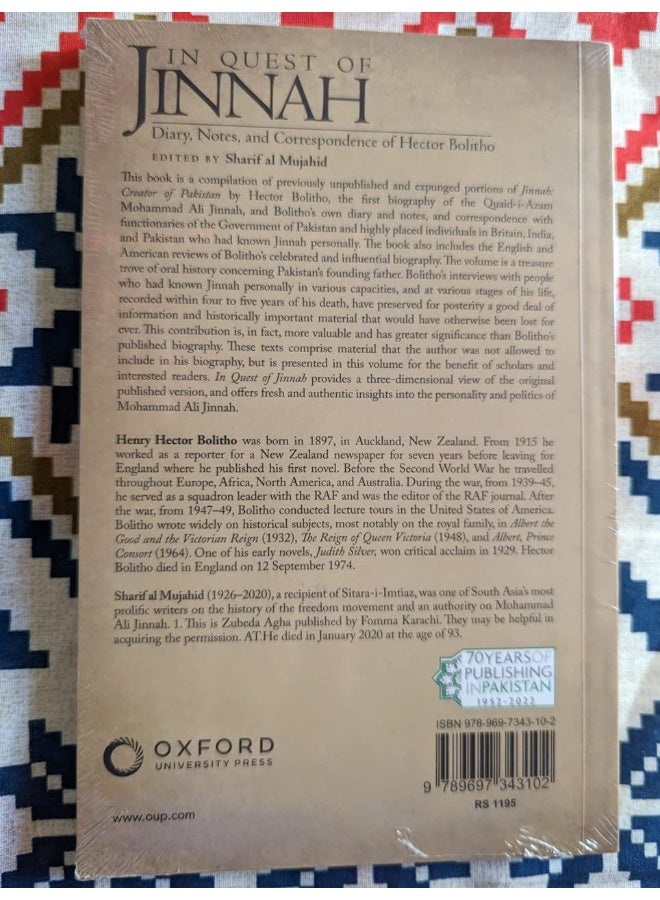 IN QUEST OF
JINNAH
Diary, Notes, and Correspondence of Hector Bolitho
EDITED BY Sharif al Mujahid
This book is a compilation of previously unpublished and expunged portions of Jinnah:
Creator of Pakistan by Hector Bolitho, the first biography of the Quaid-i-Azam
Mohammad Ali Jinnah, and Bolitho's own diary and notes, and correspondence with
functionaries of the Government of Pakistan and highly placed individuals in Britain, India,
and Pakistan who had known Jinnah personally. The book also includes the English and
American reviews of Bolitho's celebrated and influential biography. The volume is a treasure
trove of oral history concerning Pakistan's founding father. Bolitho's interviews with people
who had known Jinnah personally in various capacities, and at various stages of his life,
recorded within four to five years of his death, have preserved for posterity a good deal of
information and historically important material that would have otherwise been lost for
ever. This contribution is, in fact, more valuable and has greater significance than Bolitho's
published biography. These texts comprise material that the author was not allowed to
include in his biography, but is presented in this volume for the benefit of scholars and
interested readers. In Quest of Jinnah provides a three-dimensional view of the original
published version, and offers fresh and authentic insights into the personality and politics of
Mohammad Ali Jinnah.
Henry Hector Bolitho was born in 1897, in Auckland, New Zealand. From 1915 he
worked as a reporter for a New Zealand newspaper for seven years before leaving for
England where he published his first novel. Before the Second World War he travelled
throughout Europe, Africa, North America, and Australia. During the war, from 1939–45,
he served as a squadron leader with the RAF and was the editor of the RAF journal. After
the war, from 1947–49, Bolitho conducted lecture tours in the United States of America.
Bolitho wrote widely on historical subjects, most notably on the royal family, in Albert the
Good and the Victorian Reign (1932), The Reign of Queen Victoria (1948), and Albert, Prince
Consort (1964). One of his early novels, Judith Silver, won critical acclaim in 1929. Hector
Bolitho died in England on 12 September 1974.
Sharif al Mujahid (1926–2020), a recipient of Sitara-i-Imtiaz, was one of South Asia's most
prolific writers on the history of the freedom movement and an authority on Mohammad
Ali Jinnah. 1. This is Zubeda Agha published by Fomma Karachi. They may be helpful in
acquiring the permission. AT.He died in January 2020 at the age of 93.
70 YEARS OF
PUBLISHING
IN PAKISTAN
1952-2022
ISBN 978-969-7343-10-2
9 789697 343102
RS 1195
OXFORD
UNIVERSITY PRESS
www.oup.com